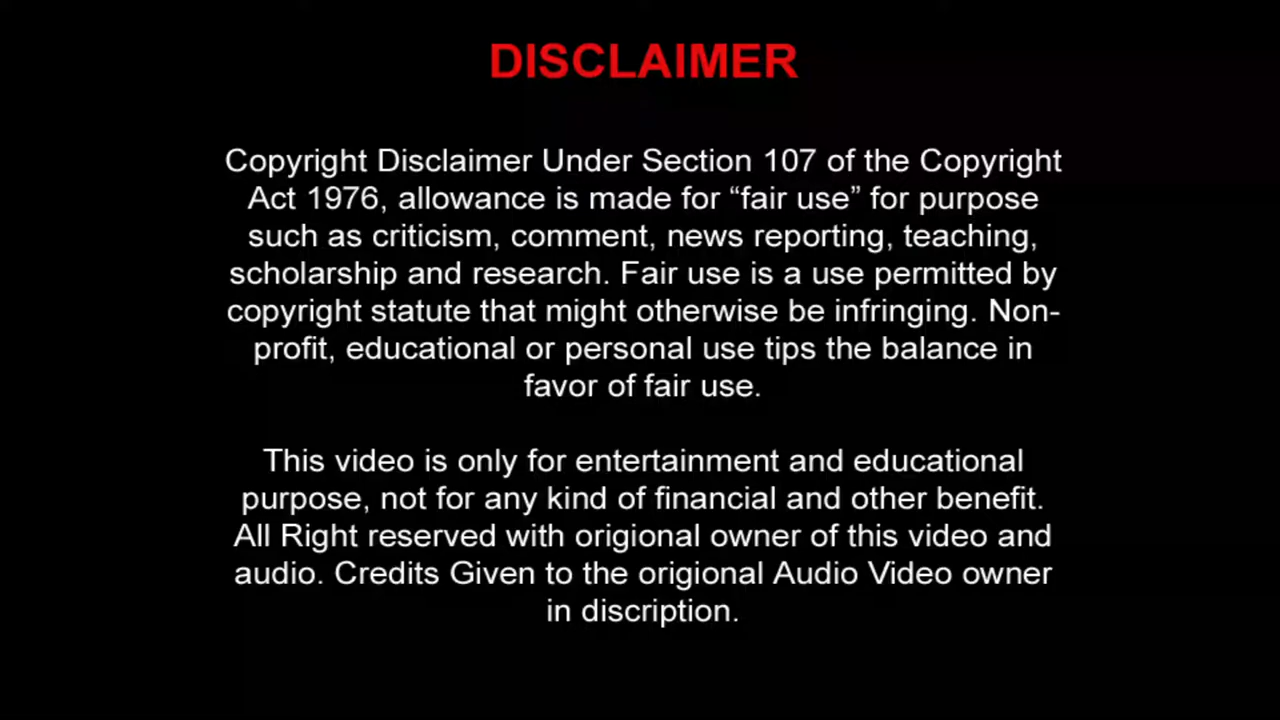 DISCLAIMER
Copyright Disclaimer Under Section 107 of the Copyright
Act 1976, allowance is made for “fair use” for purpose
such as criticism, comment, news reporting, teaching,
scholarship and research. Fair use is a use permitted by
copyright statute that might otherwise be infringing. Non-
profit, educational or personal use tips the balance in
favor of fair use.
This video is only for entertainment and educational
purpose, not for any kind of financial and other benefit.
All Right reserved with origional owner of this video and
audio. Credits Given to the origional Audio Video owner
in discription.